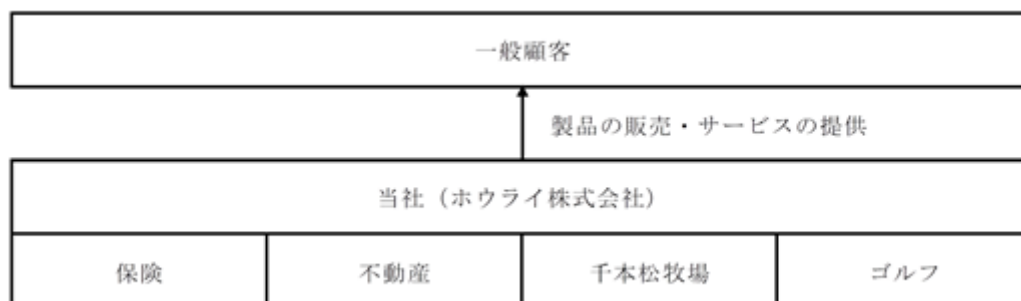 一般顧客
製品の販売・サービスの提供
当社（ホウライ株式会社）
保険
不動産
千本松牧場
ゴルフ